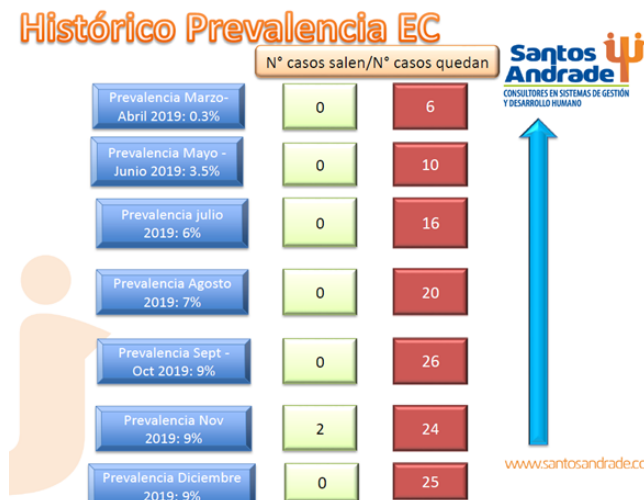 Histórico Prevalencia EC
N° casos salen/N° casos quedan
Santos
Andrade
CONSULTORES EN SISTEMAS DE GESTIÓN
Y DESARROLLO HUMANO
Prevalencia Marzo-
Abril 2019: 0.3%
0
6
Prevalencia Mayo -
Junio 2019: 3.5%
0
10
Prevalencia julio
2019: 6%
0
16
Prevalencia Agosto
2019: 7%
0
20
Prevalencia Sept -
Oct 2019: 9%
0
26
Prevalencia Nov
2019: 9%
2
24
www.santosandrade.co
Prevalencia Diciembre
2019: 9%
0
25